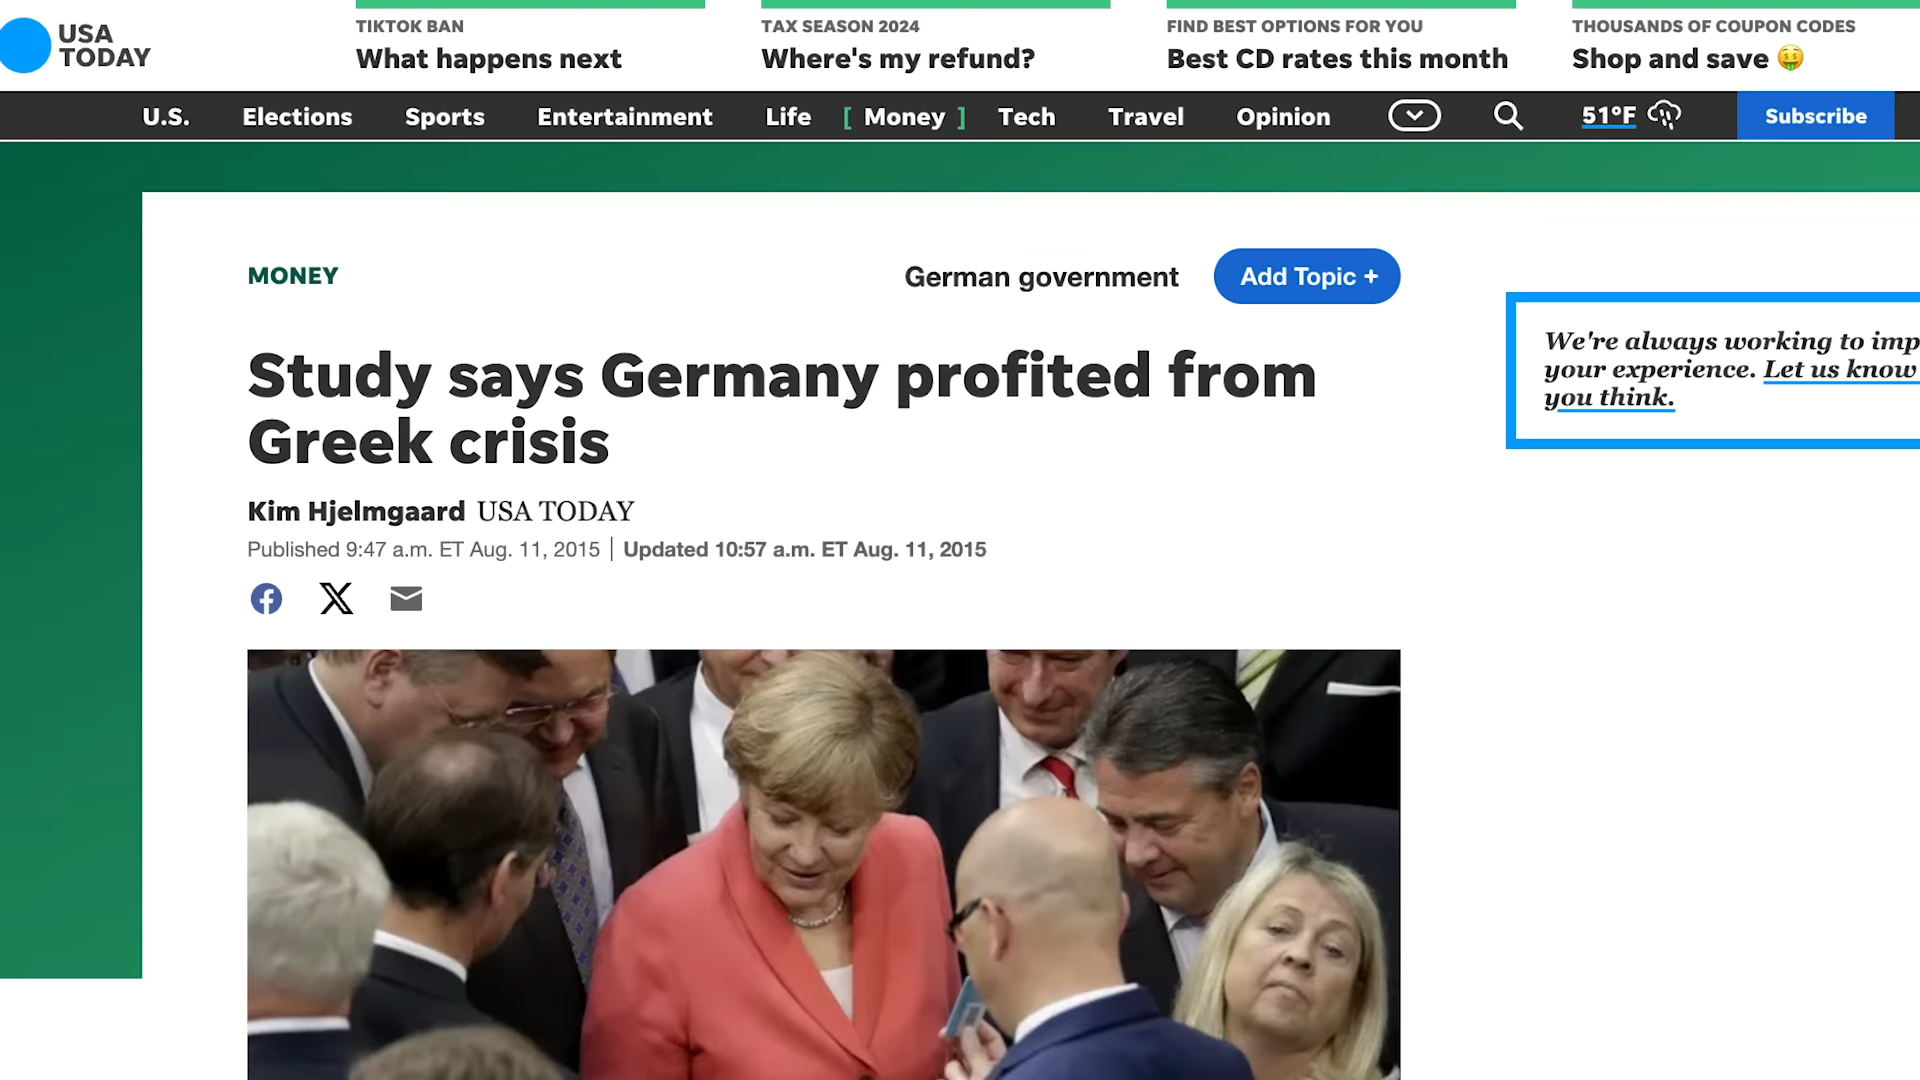 USA
TODAY
TIKTOK BAN
What happens next
TAX SEASON 2024
Where's my refund?
FIND BEST OPTIONS FOR YOU
Best CD rates this month
THOUSANDS OF COUPON CODES
Shop and save 🤑
U.S. Elections Sports Entertainment Life [ Money ] Tech Travel Opinion 51°F Subscribe
MONEY
German government Add Topic +
Study says Germany profited from
Greek crisis
Kim Hjelmgaard USA TODAY
Published 9:47 a.m. ET Aug. 11, 2015 | Updated 10:57 a.m. ET Aug. 11, 2015
We're always working to imp
your experience. Let us know
you think.